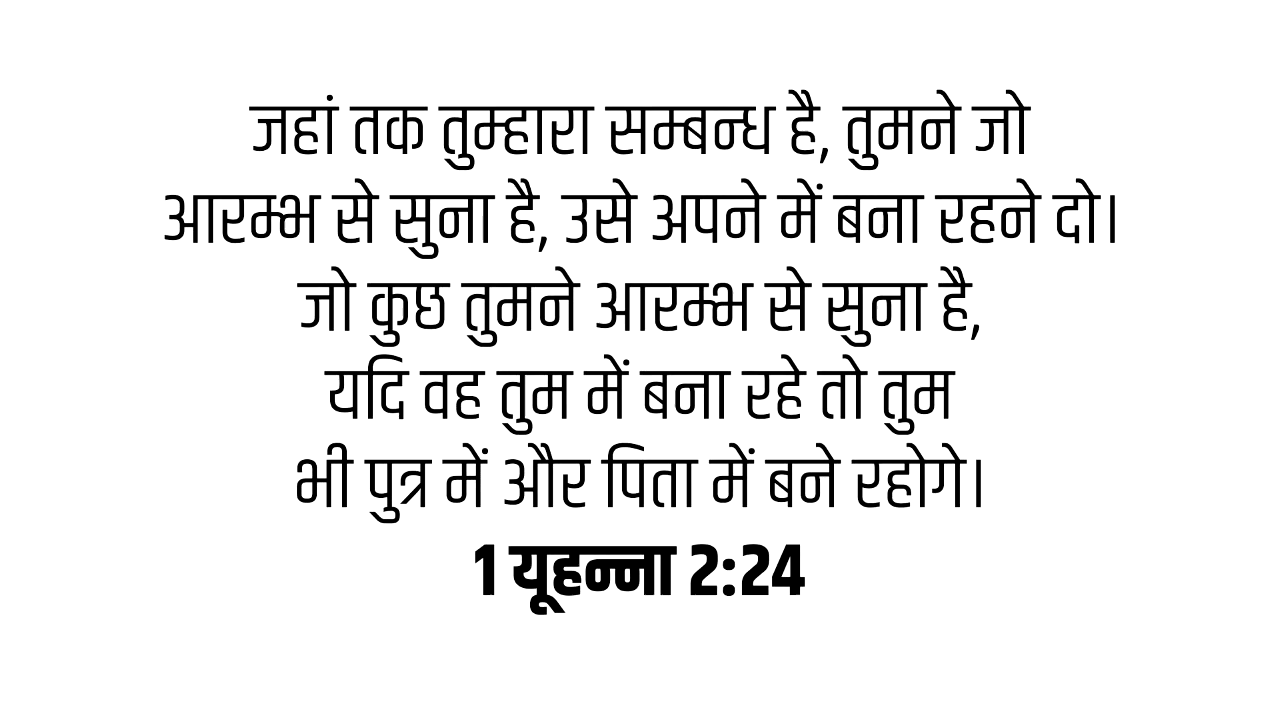 जहां तक तुम्हारा सम्बन्ध है, तुमने जो
आरम्भ से सुना है, उसे अपने में बना रहने दो।
जो कुछ तुमने आरम्भ से सुना है,
यदि वह तुम में बना रहे तो तुम
भी पुत्र में और पिता में बने रहोगे।
1 यूहन्ना 2:24